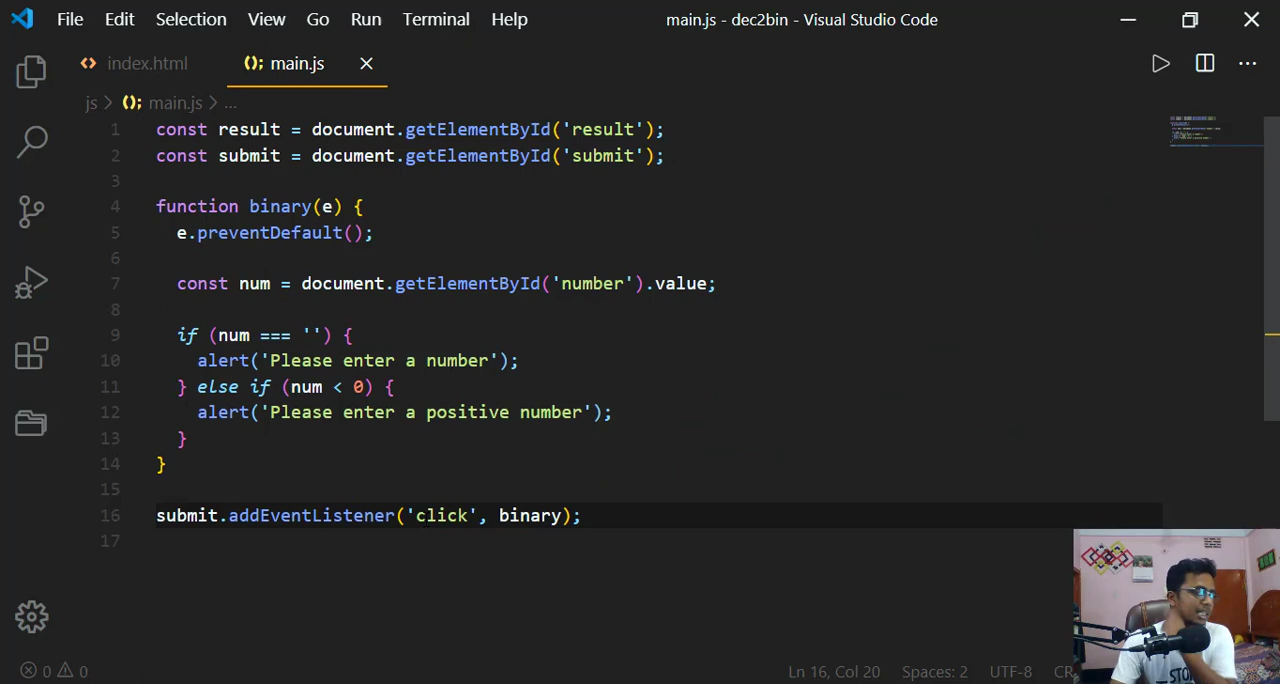 File Edit Selection View Go Run Terminal Help main.js - dec2bin - Visual Studio Code
index.html main.js
js > main.js > ...
1 const result = document.getElementById('result');
2 const submit = document.getElementById('submit');
3
4 function binary(e) {
5 e.preventDefault();
6
7 const num = document.getElementById('number').value;
8
9 if (num === '') {
10 alert('Please enter a number');
11 } else if (num < 0) {
12 alert('Please enter a positive number');
13 }
14 }
15
16 submit.addEventListener('click', binary);
17
0 0 Ln 16, Col 20 Spaces: 2 UTF-8 CR